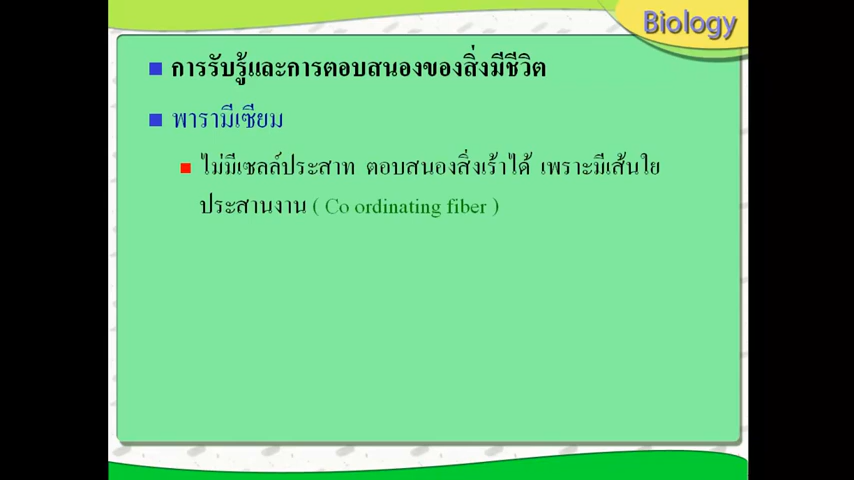 Biology
การรับรู้และการตอบสนองของสิ่งมีชีวิต
พารามีเซียม
ไม่มีเซลล์ประสาท ตอบสนองสิ่งเร้าได้ เพราะมีเส้นใย
ประสานงาน ( Co ordinating fiber )